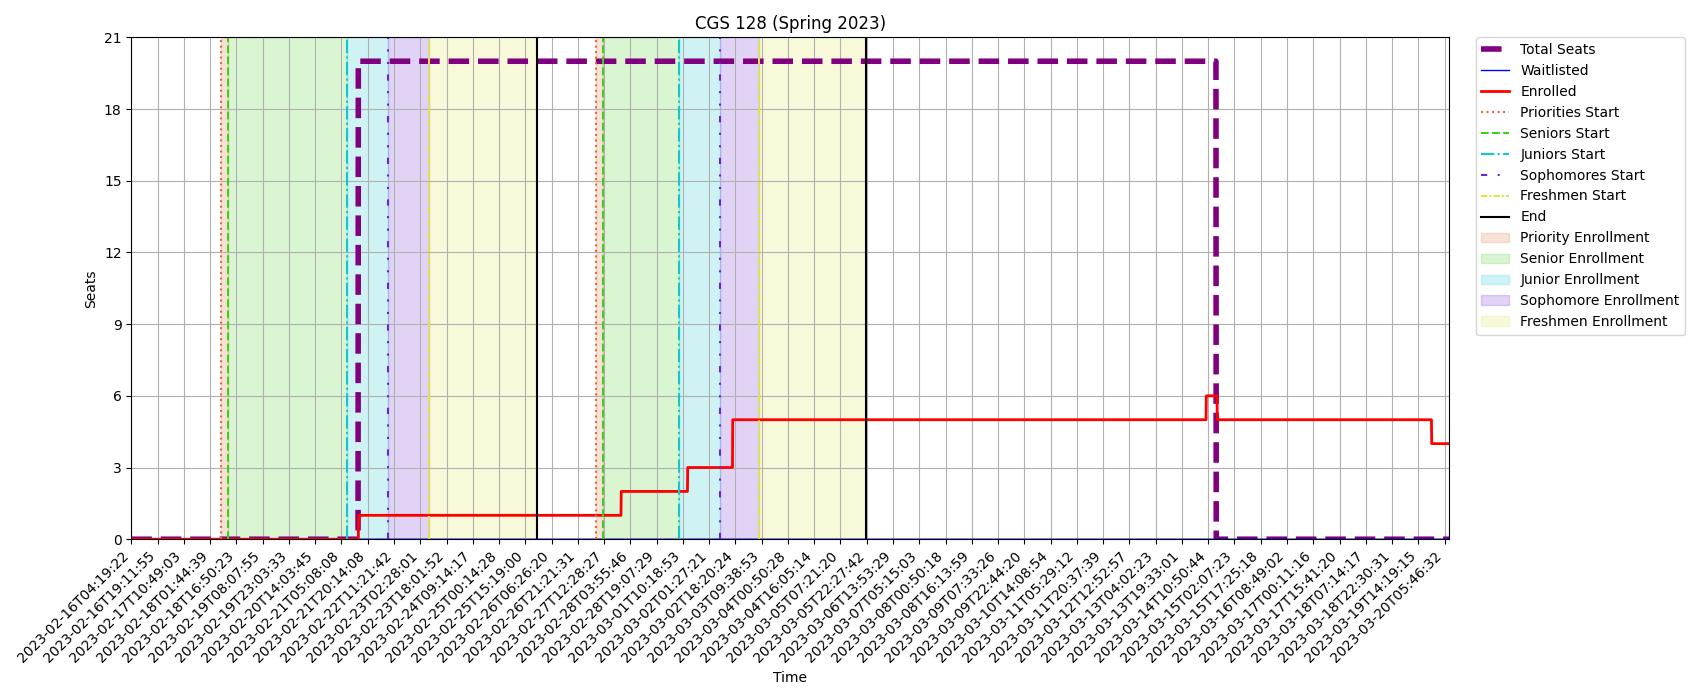 CGS 128 (Spring 2023)
21
18
15
12
9
6
3
0
Seats
2023-02-16T04:19:22
2023-02-16T19:11:55
2023-02-17T10:49:03
2023-02-18T01:44:39
2023-02-18T16:50:23
2023-02-19T08:07:55
2023-02-19T23:03:33
2023-02-20T14:03:45
2023-02-21T05:08:08
2023-02-21T20:14:08
2023-02-22T11:21:42
2023-02-23T02:28:01
2023-02-23T18:01:52
2023-02-24T09:14:17
2023-02-25T00:14:28
2023-02-25T15:19:00
2023-02-26T06:26:20
2023-02-26T21:21:31
2023-02-27T12:28:27
2023-02-28T03:55:46
2023-02-28T19:07:29
2023-03-01T10:18:53
2023-03-02T01:27:21
2023-03-02T18:20:24
2023-03-03T09:38:53
2023-03-04T00:50:28
2023-03-04T16:05:14
2023-03-05T07:21:20
2023-03-05T22:27:42
2023-03-06T13:53:29
2023-03-07T05:15:03
2023-03-08T00:50:18
2023-03-08T16:13:59
2023-03-09T07:33:26
2023-03-09T22:44:20
2023-03-10T14:08:54
2023-03-11T05:29:12
2023-03-11T20:37:39
2023-03-12T12:52:57
2023-03-13T04:02:23
2023-03-13T19:33:01
2023-03-14T10:50:44
2023-03-15T02:07:23
2023-03-15T17:25:18
2023-03-16T08:49:02
2023-03-17T00:11:16
2023-03-17T15:41:20
2023-03-18T07:14:17
2023-03-18T22:30:31
2023-03-19T14:19:15
2023-03-20T05:46:32
Time
Total Seats
Waitlisted
Enrolled
Priorities Start
Seniors Start
Juniors Start
Sophomores Start
Freshmen Start
End
Priority Enrollment
Senior Enrollment
Junior Enrollment
Sophomore Enrollment
Freshmen Enrollment